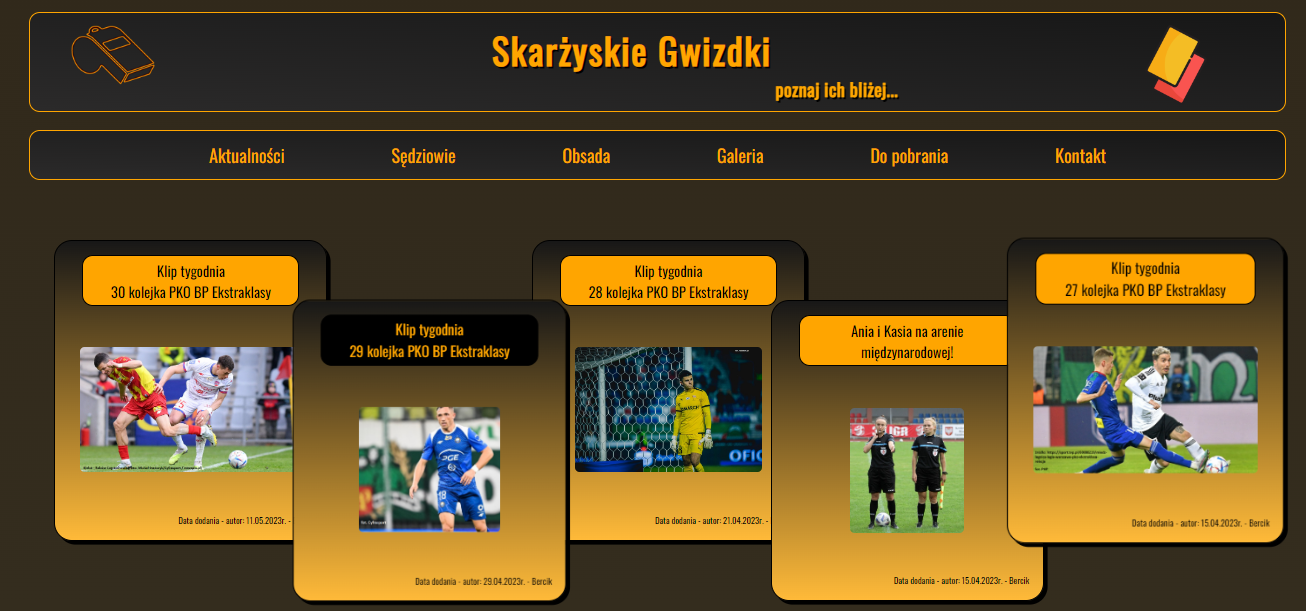 Skarżyskie Gwizdki
poznaj ich bliżej...
Aktualności
Sędziowie
Obsada
Galeria
Do pobrania
Kontakt
Klip tygodnia
30 kolejka PKO BP Ekstraklasy
Data dodania - autor: 11.05.2023r. -
Klip tygodnia
29 kolejka PKO BP Ekstraklasy
PGE
18
9
Data dodania - autor: 29.04.2023r. - Bercik
Klip tygodnia
28 kolejka PKO BP Ekstraklasy
OFIC
Data dodania - autor: 21.04.2023r. -
Ania i Kasia na arenie
międzynarodowej!
Data dodania - autor: 15.04.2023r. - Bercik
Klip tygodnia
27 kolejka PKO BP Ekstraklasy
Data dodania - autor: 15.04.2023r. - Bercik